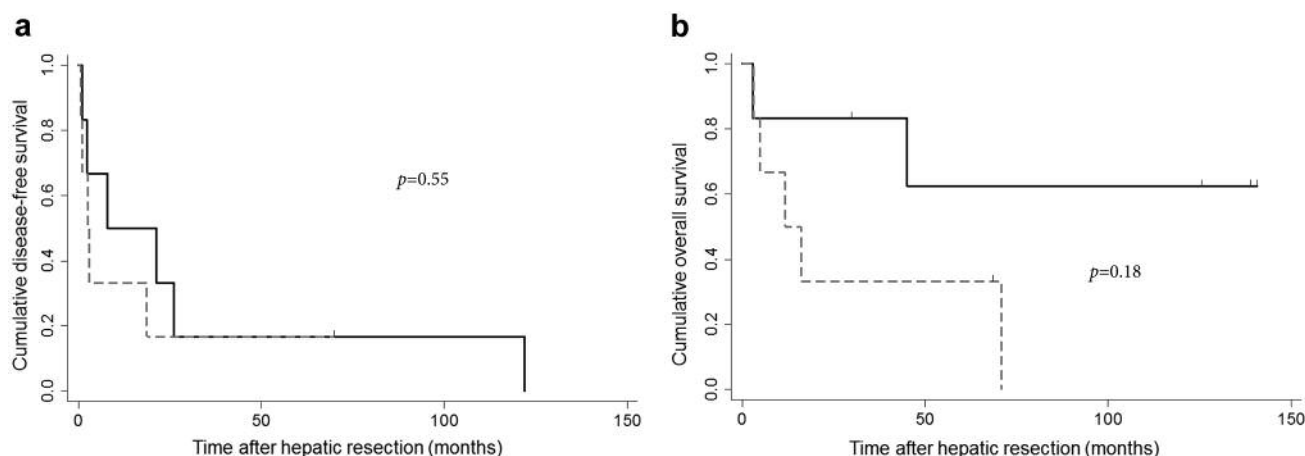 a
Cumulative disease-free survival
1.0
0.8
0.6
0.4
0.2
0.0
p=0.55
0
50
100
150
Time after hepatic resection (months)
b
Cumulative overall survival
1.0
0.8
0.6
0.4
0.2
0.0
p=0.18
0
50
100
150
Time after hepatic resection (months)